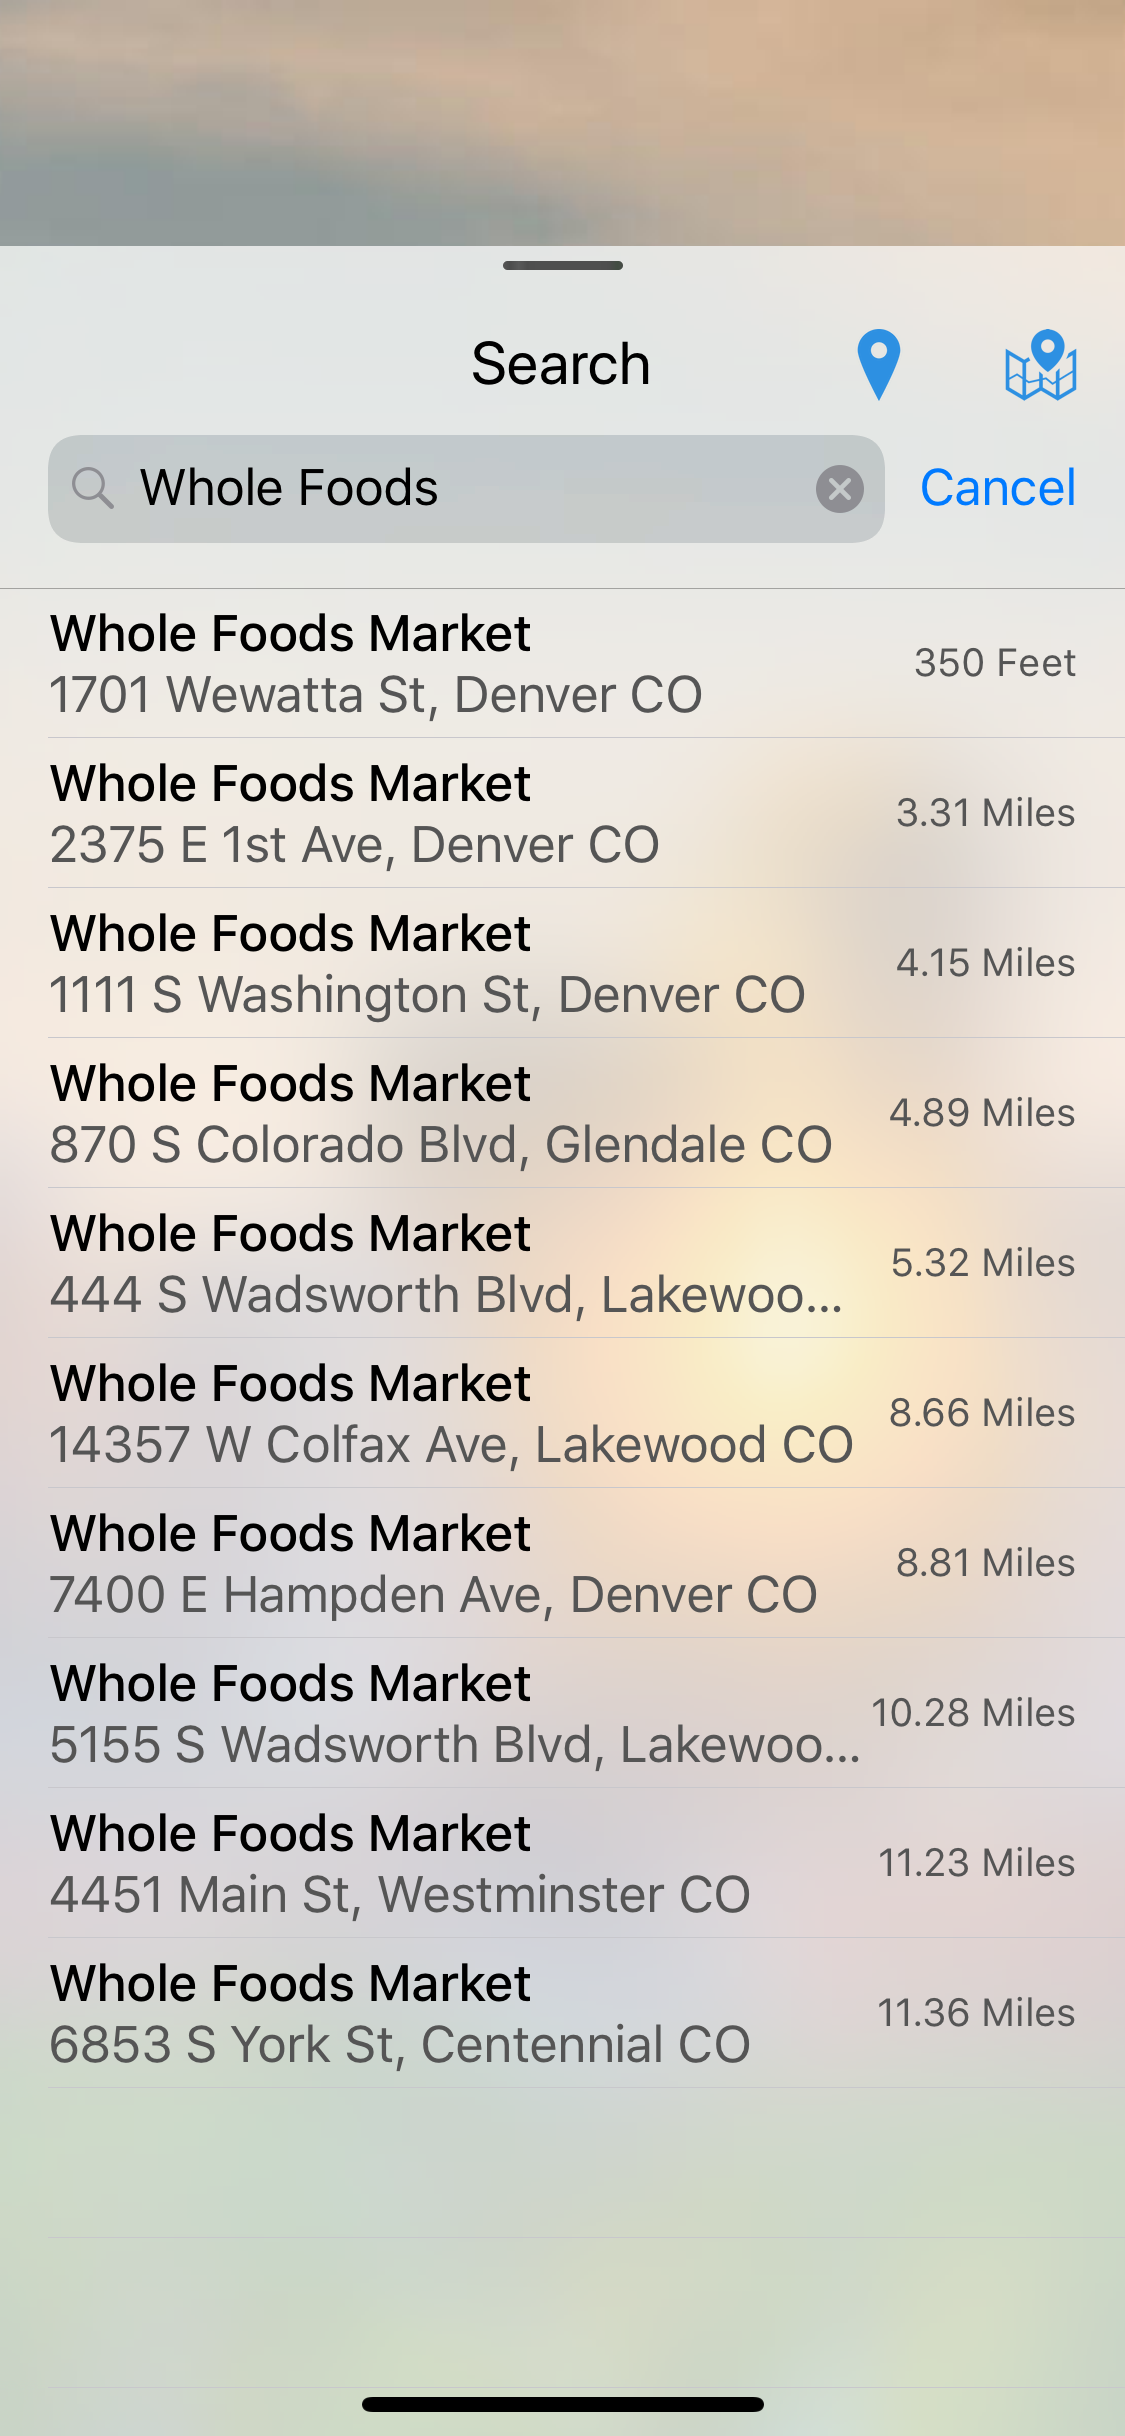 Search
Whole Foods
Cancel
Whole Foods Market
1701 Wewatta St, Denver CO
350 Feet
Whole Foods Market
2375 E 1st Ave, Denver CO
3.31 Miles
Whole Foods Market
1111 S Washington St, Denver CO
4.15 Miles
Whole Foods Market
870 S Colorado Blvd, Glendale CO
4.89 Miles
Whole Foods Market
444 S Wadsworth Blvd, Lakewoo...
5.32 Miles
Whole Foods Market
14357 W Colfax Ave, Lakewood CO
8.66 Miles
Whole Foods Market
7400 E Hampden Ave, Denver CO
8.81 Miles
Whole Foods Market
5155 S Wadsworth Blvd, Lakewoo...
10.28 Miles
Whole Foods Market
4451 Main St, Westminster CO
11.23 Miles
Whole Foods Market
6853 S York St, Centennial CO
11.36 Miles